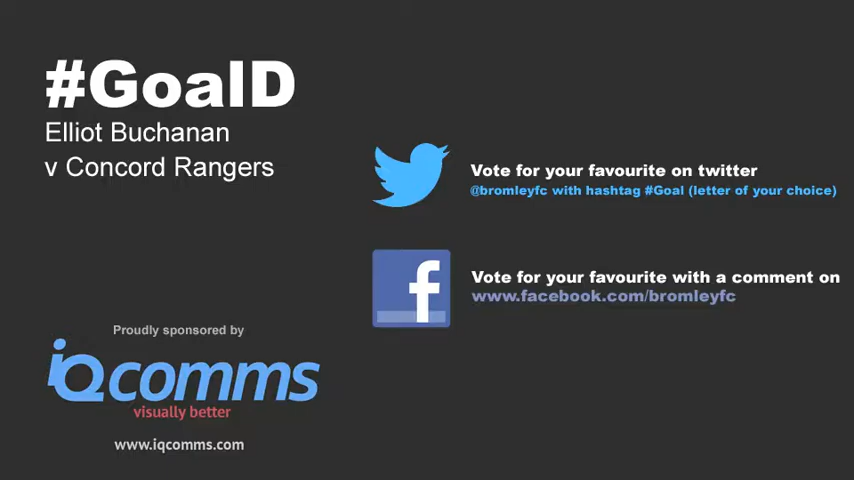 #GoalD
Elliot Buchanan
v Concord Rangers
Vote for your favourite on twitter
@bromleyfc with hashtag #Goal (letter of your choice)
Vote for your favourite with a comment on
www.facebook.com/bromleyfc
Proudly sponsored by
iQcomms
visually better
www.iqcomms.com